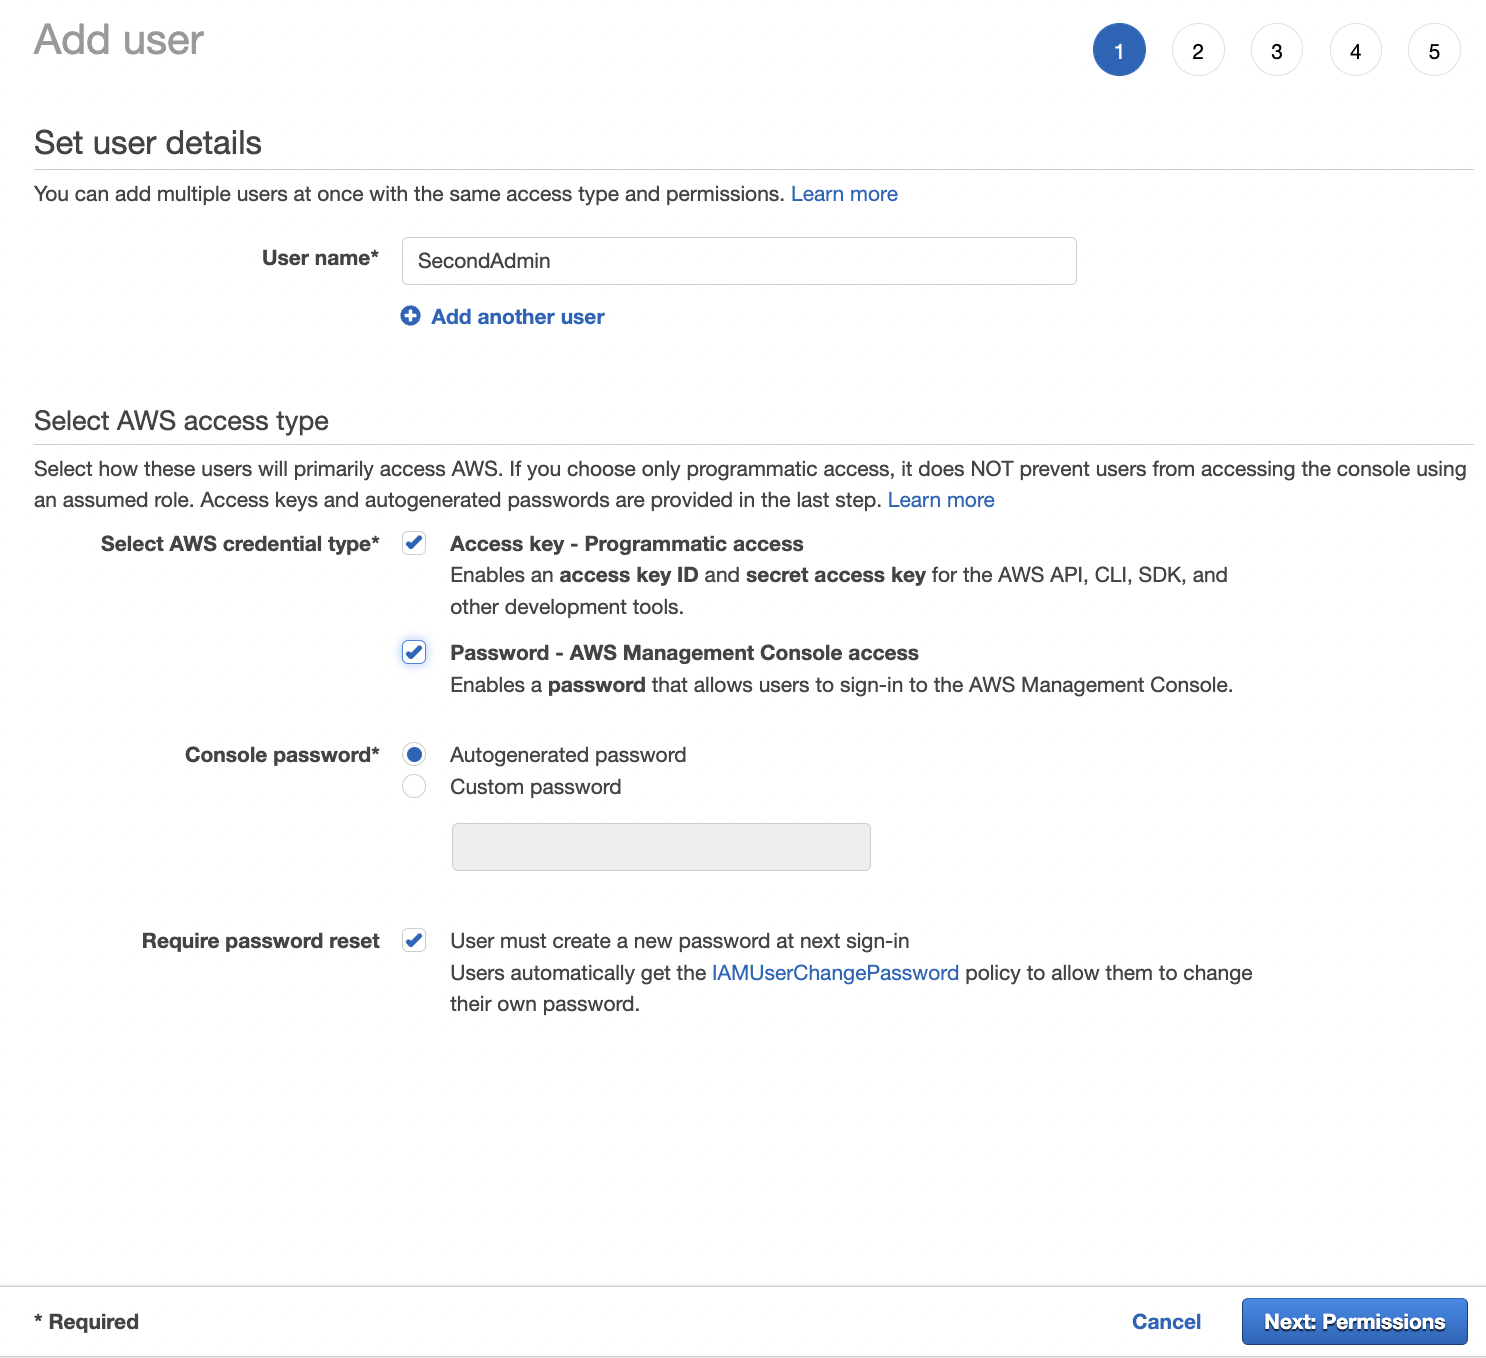 Add user
1 2 3 4 5
Set user details
You can add multiple users at once with the same access type and permissions. Learn more
User name* SecondAdmin
Add another user
Select AWS access type
Select how these users will primarily access AWS. If you choose only programmatic access, it does NOT prevent users from accessing the console using
an assumed role. Access keys and autogenerated passwords are provided in the last step. Learn more
Select AWS credential type* Access key - Programmatic access
Enables an access key ID and secret access key for the AWS API, CLI, SDK, and
other development tools.
Password - AWS Management Console access
Enables a password that allows users to sign-in to the AWS Management Console.
Console password* Autogenerated password
Custom password
Require password reset User must create a new password at next sign-in
Users automatically get the IAMUserChangePassword policy to allow them to change
their own password.
* Required Cancel Next: Permissions